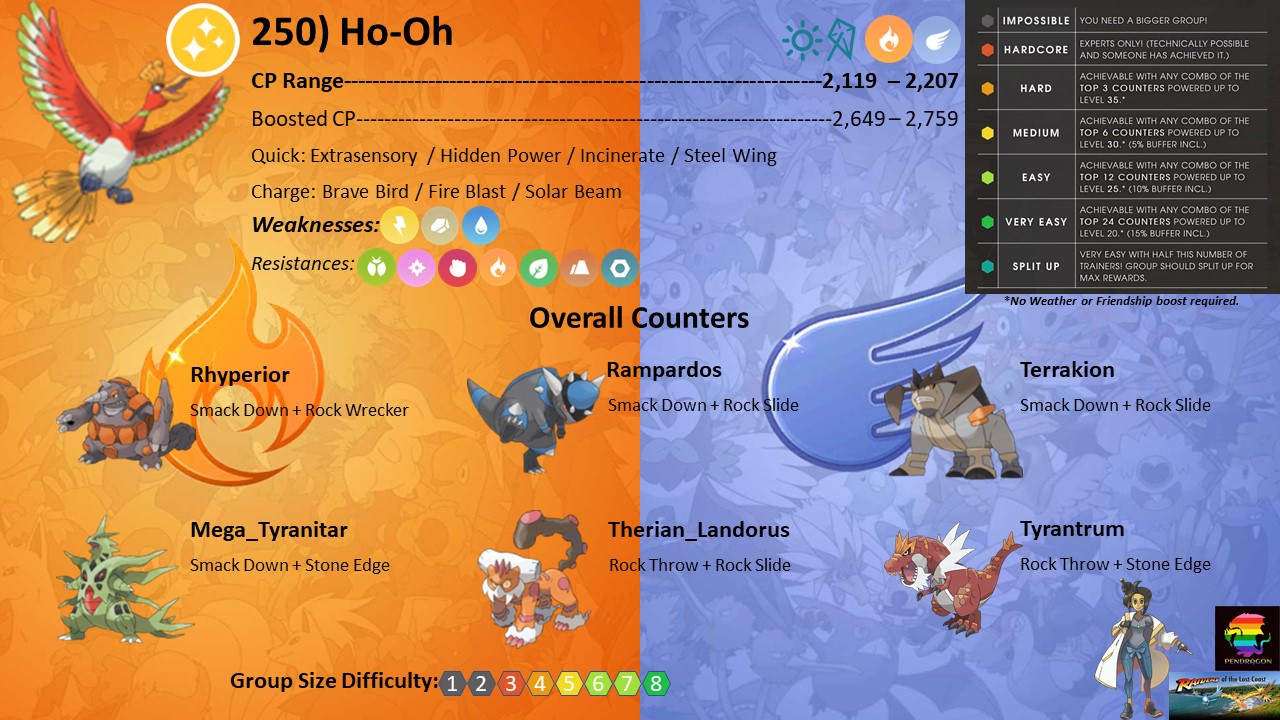 250) Ho-Oh
CP Range--------------------------------------------------------------------2,119 – 2,207
Boosted CP--------------------------------------------------------------------2,649 – 2,759
Quick: Extrasensory / Hidden Power / Incinerate / Steel Wing
Charge: Brave Bird / Fire Blast / Solar Beam
Weaknesses:
Resistances:
IMPOSSIBLE YOU NEED A BIGGER GROUP!
HARDCORE EXPERTS ONLY! (TECHNICALLY POSSIBLE
AND SOMEONE HAS ACHIEVED IT.)
HARD ACHIEVABLE WITH ANY COMBO OF THE
TOP 3 COUNTERS POWERED UP TO
LEVEL 35.*
MEDIUM ACHIEVABLE WITH ANY COMBO OF THE
TOP 6 COUNTERS POWERED UP TO
LEVEL 30.* (5% BUFFER INCL.)
EASY ACHIEVABLE WITH ANY COMBO OF THE
TOP 12 COUNTERS POWERED UP TO
LEVEL 25.* (10% BUFFER INCL.)
VERY EASY ACHIEVABLE WITH ANY COMBO OF THE
TOP 24 COUNTERS POWERED UP TO
LEVEL 20.* (15% BUFFER INCL.)
SPLIT UP VERY EASY WITH HALF THIS NUMBER OF
TRAINERS! GROUP SHOULD SPLIT UP FOR
MAX REWARDS.
*No Weather or Friendship boost required.
Overall Counters
Rhyperior
Smack Down + Rock Wrecker
Rampardos
Smack Down + Rock Slide
Terrakion
Smack Down + Rock Slide
Mega_Tyranitar
Smack Down + Stone Edge
Therian_Landorus
Rock Throw + Rock Slide
Tyrantrum
Rock Throw + Stone Edge
Group Size Difficulty: 1 2 3 4 5 6 7 8
PENDRAGON
RAIDERS of the Lost Coast